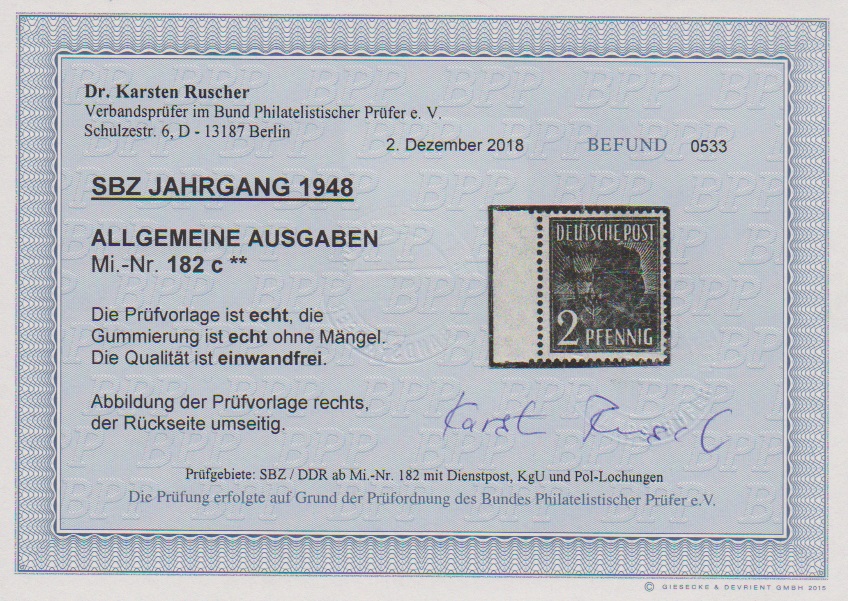 Dr. Karsten Ruscher
Verbandsprüfer im Bund Philatelistischer Prüfer e. V.
Schulzestr. 6, D - 13187 Berlin
2. Dezember 2018 BEFUND 0533
SBZ JAHRGANG 1948
ALLGEMEINE AUSGABEN
Mi.-Nr. 182 c **
DEUTSCHE POST
2 PFENNIG
Die Prüfvorlage ist echt, die
Gummierung ist echt ohne Mängel.
Die Qualität ist einwandfrei.
Abbildung der Prüfvorlage rechts,
der Rückseite umseitig.
Karst Rusch
Prüfgebiete: SBZ / DDR ab Mi.-Nr. 182 mit Dienstpost, KgU und Pol-Lochungen
Die Prüfung erfolgte auf Grund der Prüfordnung des Bundes Philatelistischer Prüfer e.V.
© GIESECKE & DEVRIENT GMBH 2015